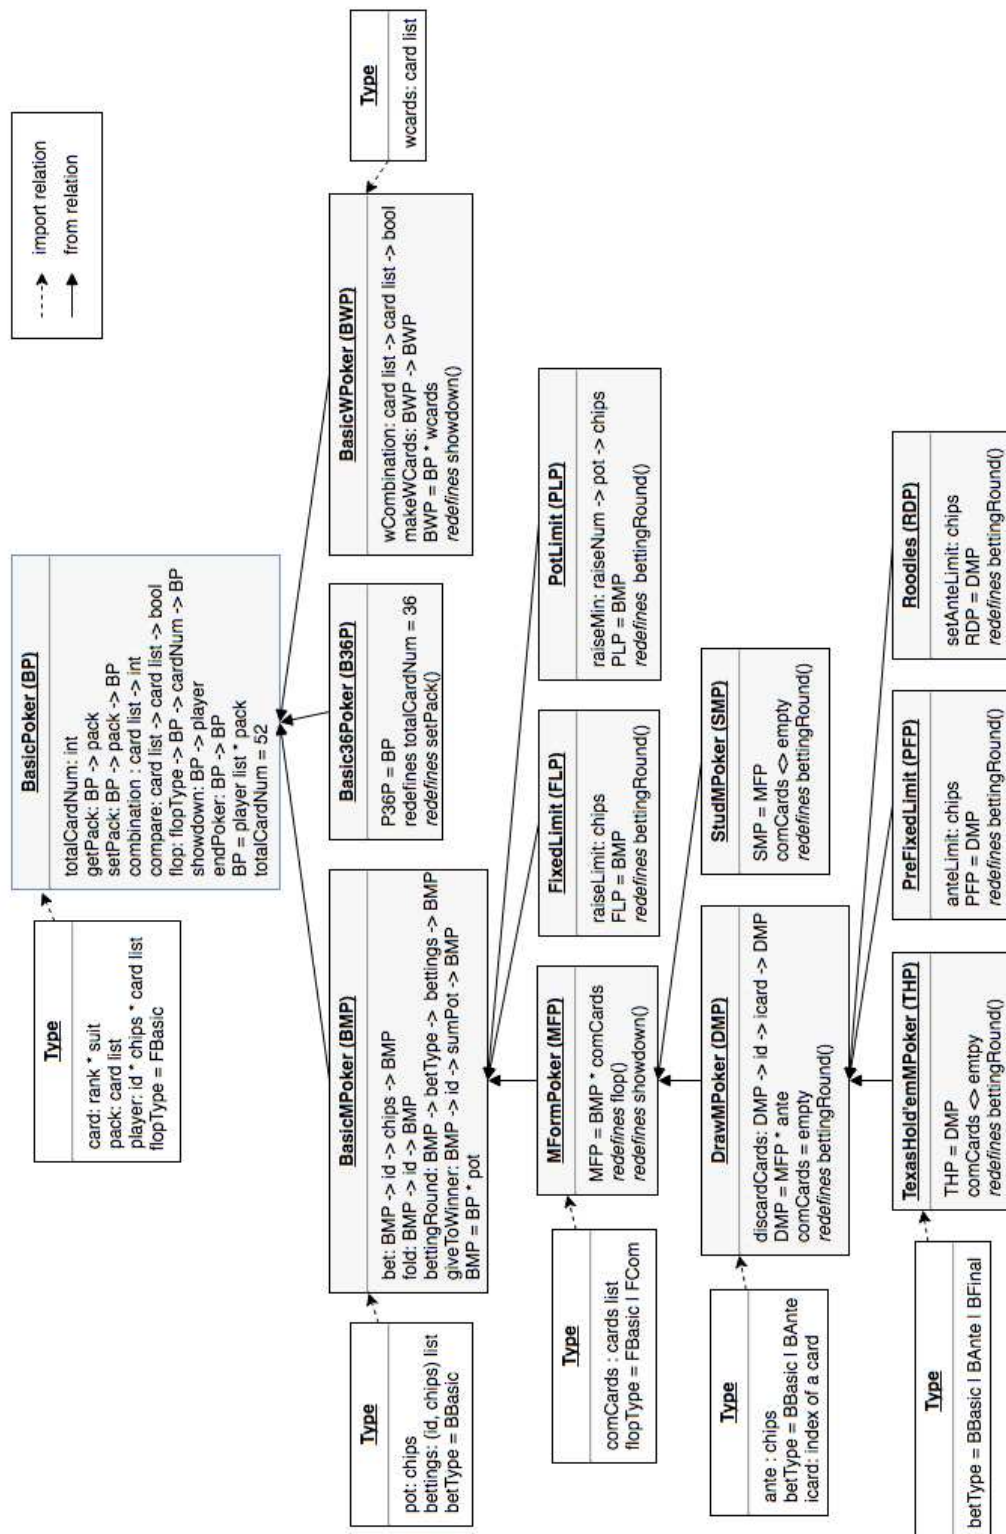 import relation
from relation
BasicPoker (BP)
totalCardNum: int
getPack: BP -> pack
setPack: BP -> pack -> BP
combination : card list -> int
compare: card list -> card list -> bool
flop: flopType -> BP -> cardNum -> BP
showdown: BP -> player
endPoker: BP -> BP
BP = player list * pack
totalCardNum = 52
Type
card: rank * suit
pack: card list
player: id * chips * card list
flopType = FBasic
Type
pot: chips
bettings: (id, chips) list
betType = BBasic
BasicMPoker (BMP)
bet: BMP -> id -> chips -> BMP
fold: BMP -> id -> BMP
bettingRound: BMP -> betType -> bettings -> BMP
giveToWinner: BMP -> id -> sumPot -> BMP
BMP = BP * pot
Basic36Poker (B36P)
P36P = BP
redefines totalCardNum = 36
redefines setPack()
BasicWPoker (BWP)
wCombination: card list -> card list -> bool
makeWCards: BWP -> BWP
BWP = BP * wcards
redefines showdown()
Type
wcards: card list
Type
comCards : cards list
flopType = FBasic I FCom
MFormPoker (MFP)
MFP = BMP * comCards
redefines flop()
redefines showdown()
FixedLimit (FLP)
raiseLimit: chips
FLP = BMP
redefines bettingRound()
PotLimit (PLP)
raiseMin: raiseNum -> pot -> chips
PLP = BMP
redefines bettingRound()
Type
ante : chips
betType = BBasic I BAnte
icard: index of a card
DrawMPoker (DMP)
discardCards: DMP -> id -> icard -> DMP
DMP = MFP * ante
comCards = empty
redefines bettingRound()
StudMPoker (SMP)
SMP = MFP
comCards <> empty
redefines bettingRound()
Type
betType = BBasic I BAnte I BFinal
TexasHold'emMPoker (THP)
THP = DMP
comCards <> emtpy
redefines bettingRound()
PreFixedLimit (PFP)
anteLimit: chips
PFP = DMP
redefines bettingRound()
Roodles (RDP)
setAnteLimit: chips
RDP = DMP
redefines bettingRound()